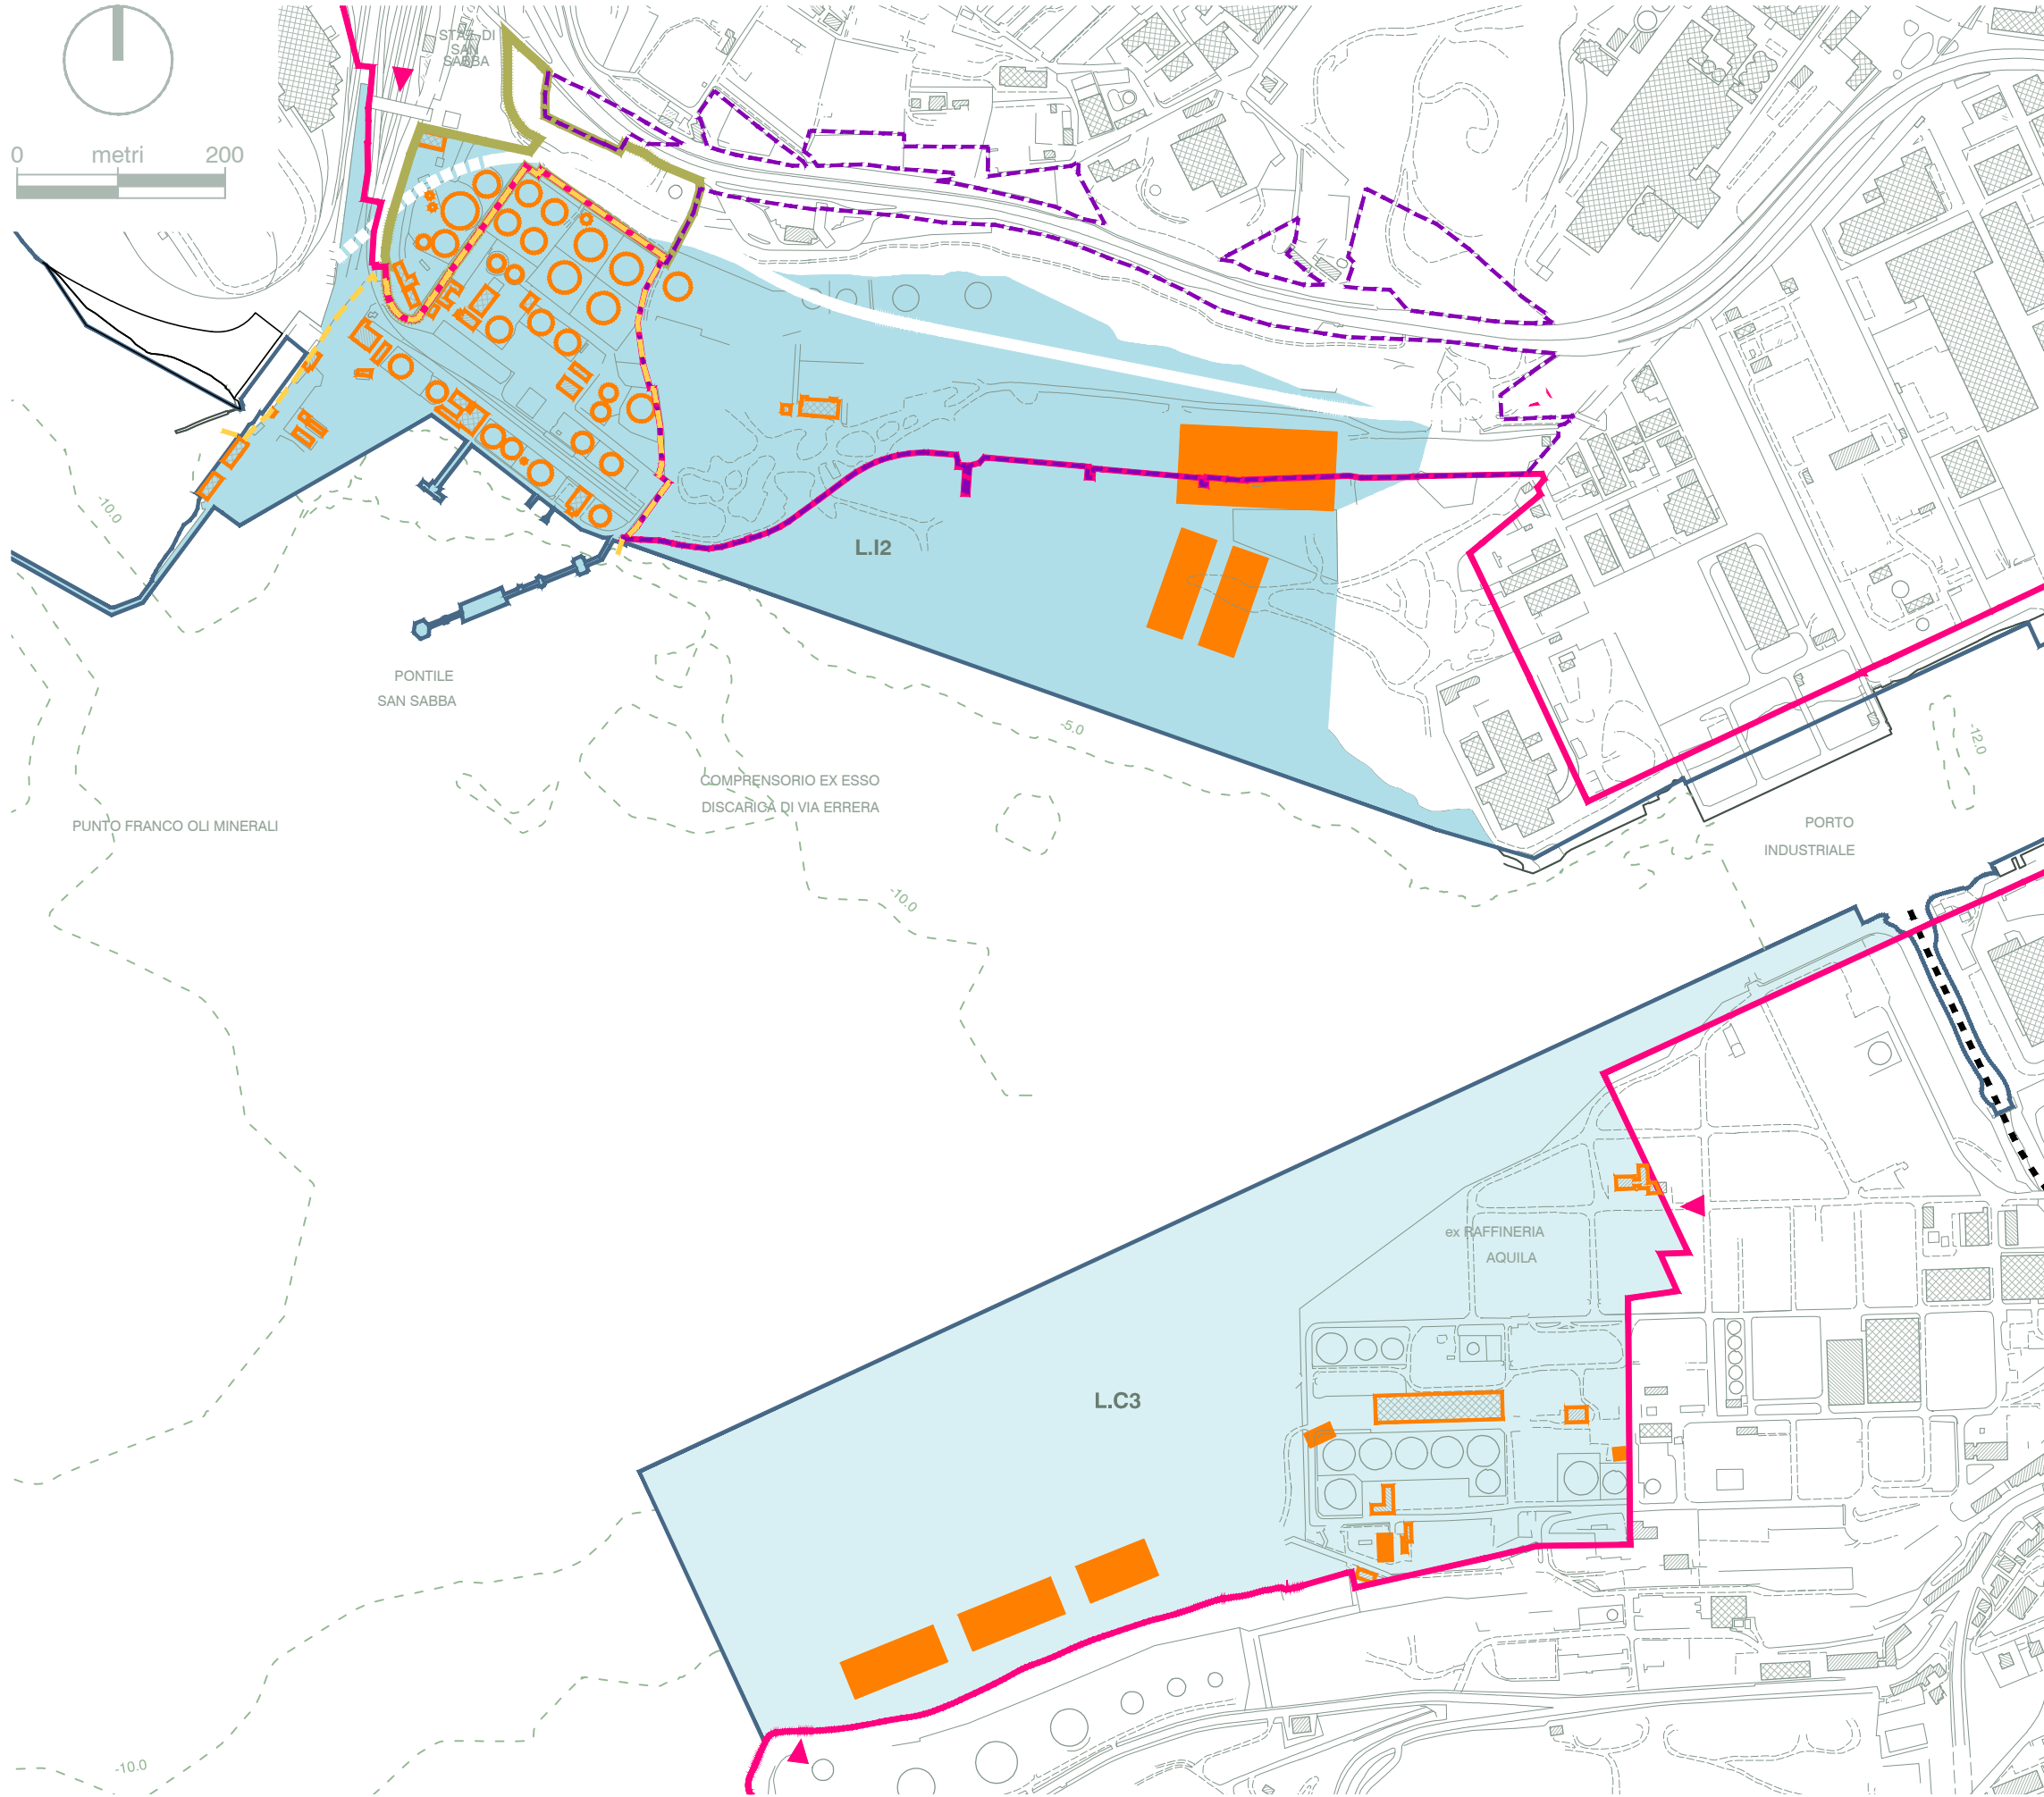 STAZ. DI
SAN
SABBA
0 metri 200
-10.0
L.I2
PONTILE
SAN SABBA
-5.0
-12.0
COMPRENSORIO EX ESSO
DISCARICA DI VIA ERRERA
PUNTO FRANCO OLI MINERALI
PORTO
INDUSTRIALE
-10.0
ex RAFFINERIA
AQUILA
L.C3
-10.0